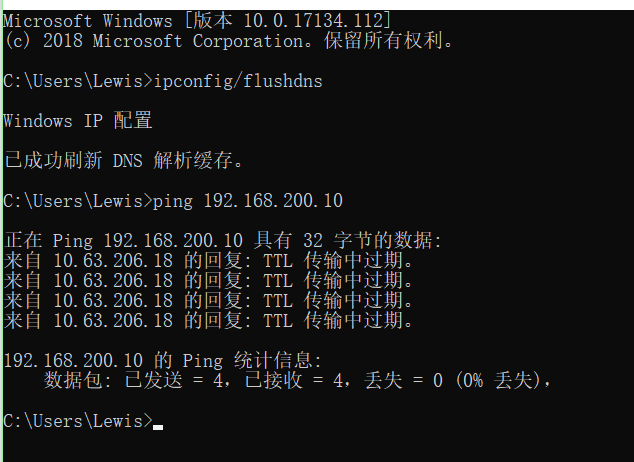 Microsoft Windows [版本 10.0.17134.112]
(c) 2018 Microsoft Corporation。保留所有权利。
C:\Users\Lewis>ipconfig/flushdns
Windows IP 配置
已成功刷新 DNS 解析缓存。
C:\Users\Lewis>ping 192.168.200.10
正在 Ping 192.168.200.10 具有 32 字节的数据:
来自 10.63.206.18 的回复: TTL 传输中过期。
来自 10.63.206.18 的回复: TTL 传输中过期。
来自 10.63.206.18 的回复: TTL 传输中过期。
来自 10.63.206.18 的回复: TTL 传输中过期。
192.168.200.10 的 Ping 统计信息:
数据包: 已发送 = 4，已接收 = 4，丢失 = 0 (0% 丢失)，
C:\Users\Lewis>